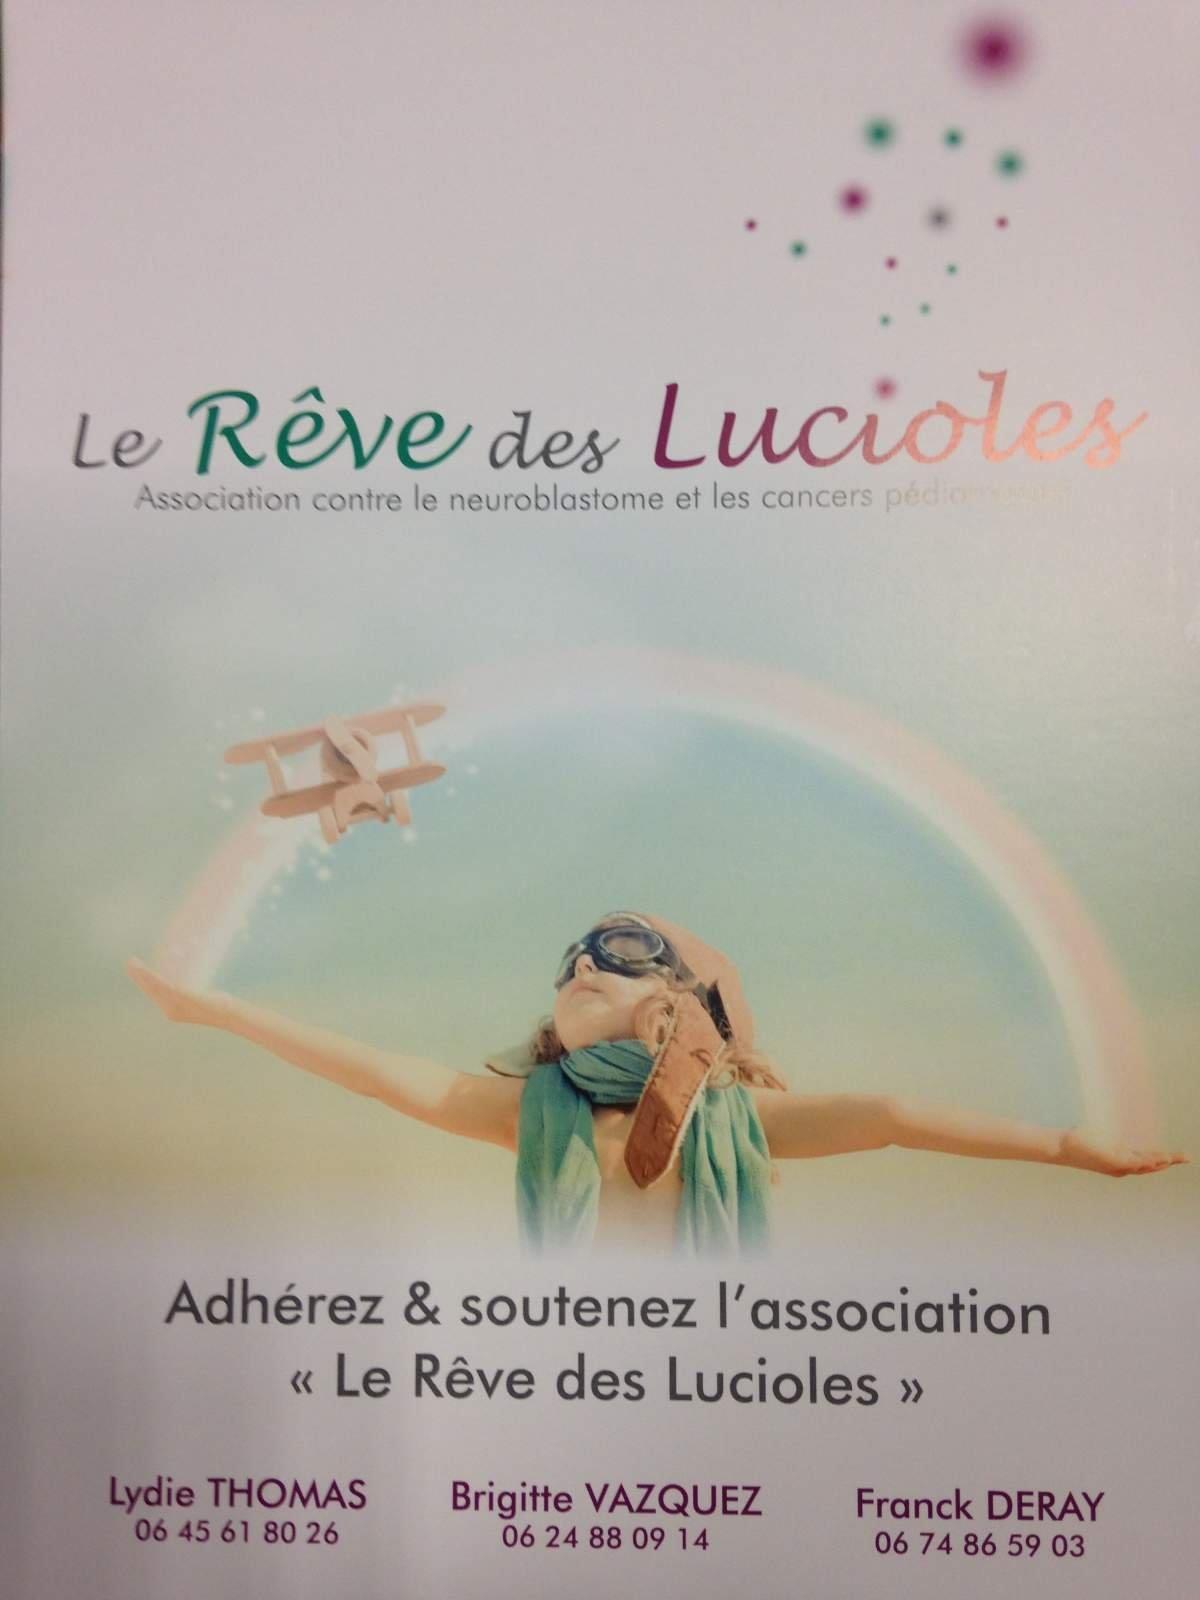 Le Rêve des Lucioles
Association contre le neuroblastome et les cancers
Adhérez & soutenez l'association
« Le Rêve des Lucioles »
Lydie THOMAS
06 45 61 80 26
Brigitte VAZQUEZ
06 24 88 09 14
Franck DERAY
06 74 86 59 03